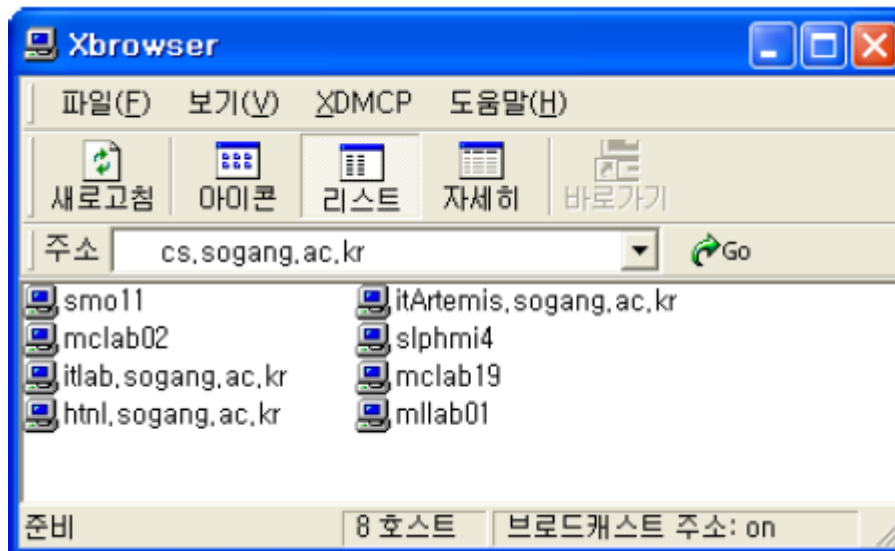 Xbrowser
파일(F) 보기(V) XDMCP 도움말(H)
새로고침 아이콘 리스트 자세히 바로가기
주소 cs.sogang.ac.kr Go
smo11 itArtemis.sogang.ac.kr
mclab02 slphmi4
itlab.sogang.ac.kr mclab19
htnl.sogang.ac.kr mllab01
준비 8 호스트 브로드캐스트 주소: on